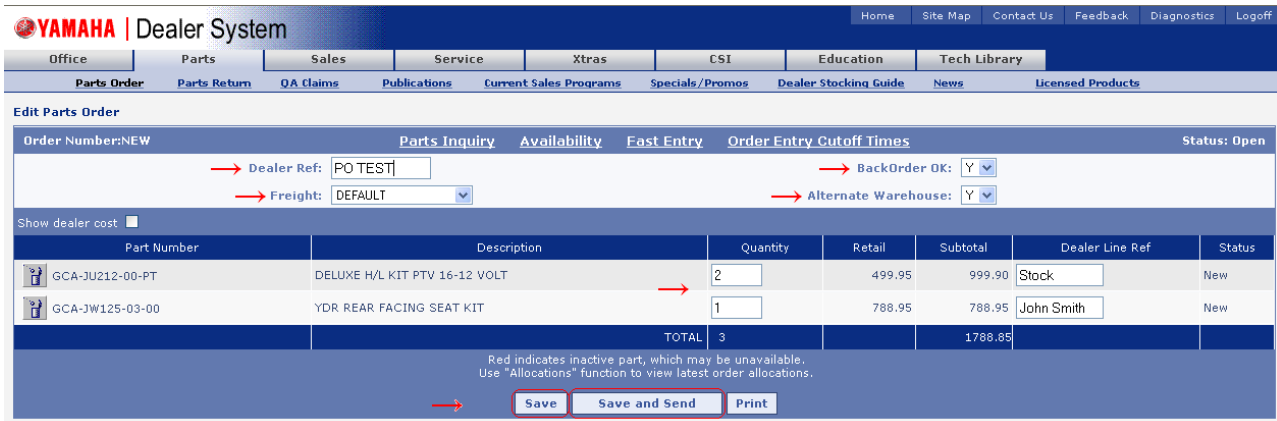 Home Site Map Contact Us Feedback Diagnostics Logoff
YAMAHA | Dealer System
Office Parts Sales Service Xtras CSI Education Tech Library
Parts Order Parts Return QA Claims Publications Current Sales Programs Specials/Promos Dealer Stocking Guide News Licensed Products
Edit Parts Order
Order Number:NEW Parts Inquiry Availability Fast Entry Order Entry Cutoff Times Status: Open
Dealer Ref: PO TEST BackOrder OK: Y
Freight: DEFAULT Alternate Warehouse: Y
Show dealer cost
Part Number Description Quantity Retail Subtotal Dealer Line Ref Status
GCA-JU212-00-PT DELUXE H/L KIT PTV 16-12 VOLT 2 499.95 999.90 Stock New
GCA-JW125-03-00 YDR REAR FACING SEAT KIT 1 788.95 788.95 John Smith New
TOTAL 3 1788.85
Red indicates inactive part, which may be unavailable.
Use "Allocations" function to view latest order allocations.
Save Save and Send Print